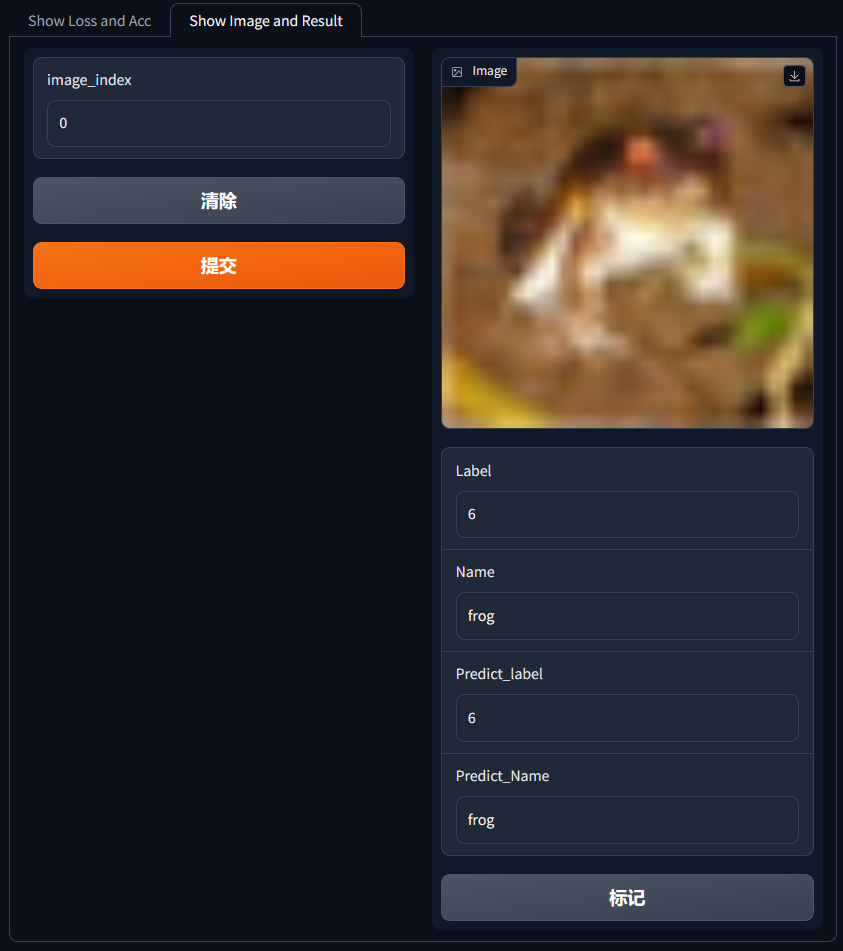 Show Loss and Acc
Show Image and Result
image_index
0
清除
提交
Image
Label
6
Name
frog
Predict_label
6
Predict_Name
frog
标记